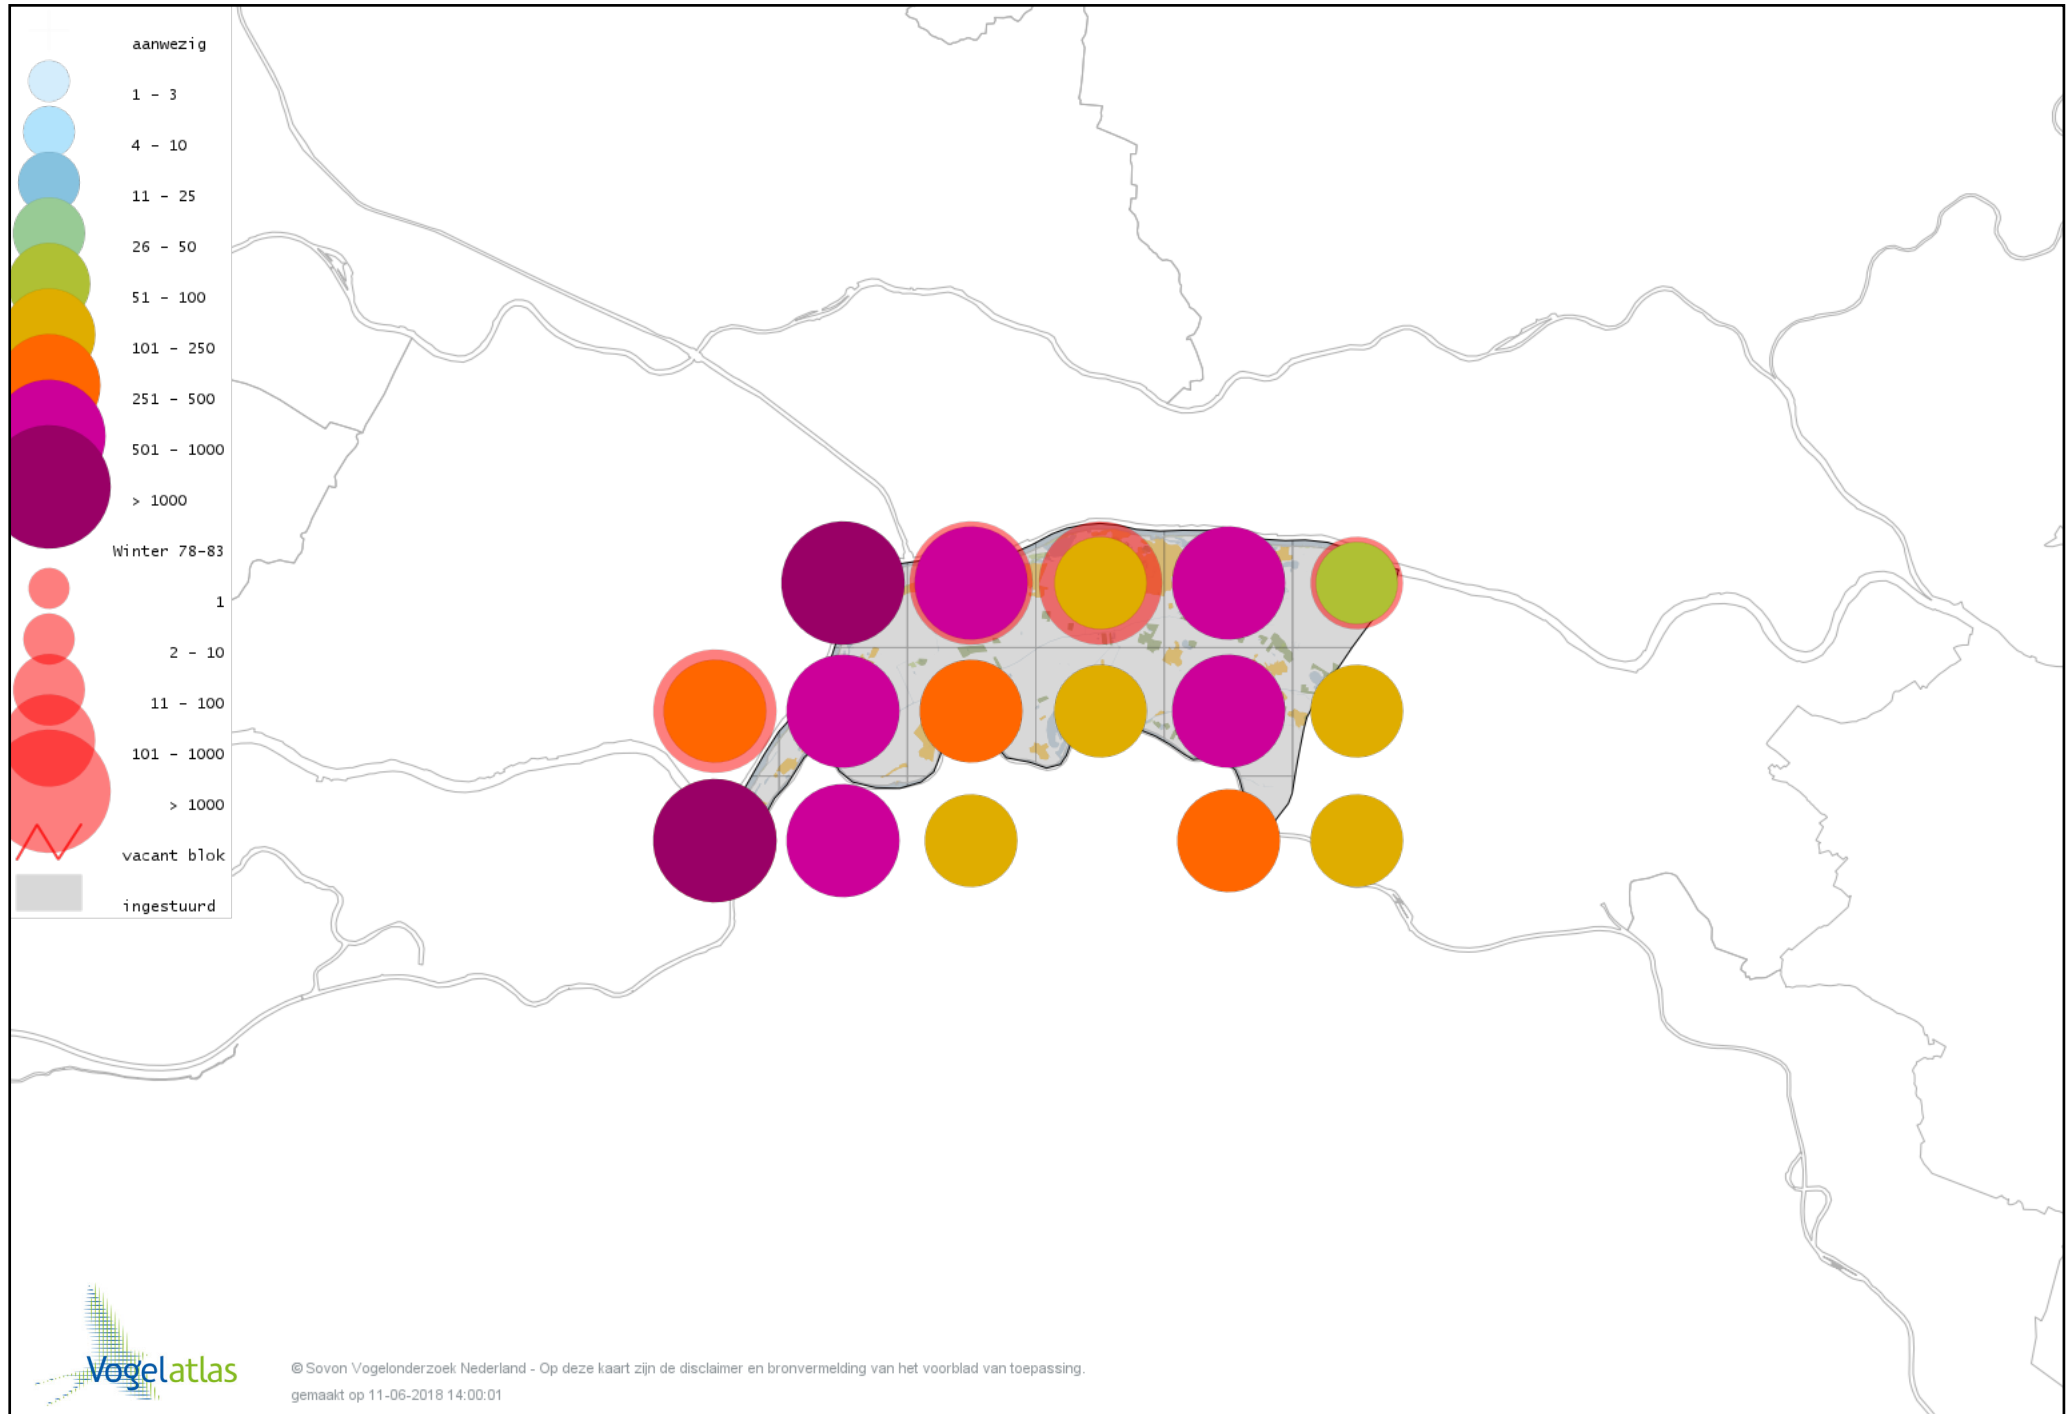 aanwezig
1 - 3
4 - 10
11 - 25
26 - 50
51 - 100
101 - 250
251 - 500
501 - 1000
> 1000
Winter 78-83
1
2 - 10
11 - 100
101 - 1000
> 1000
vacant blok
ingestuurd
Vogelatlas
© Sovon Vogelonderzoek Nederland - Op deze kaart zijn de disclaimer en bronvermelding van het voorblad van toepassing.
gemaakt op 11-06-2018 14:00:01